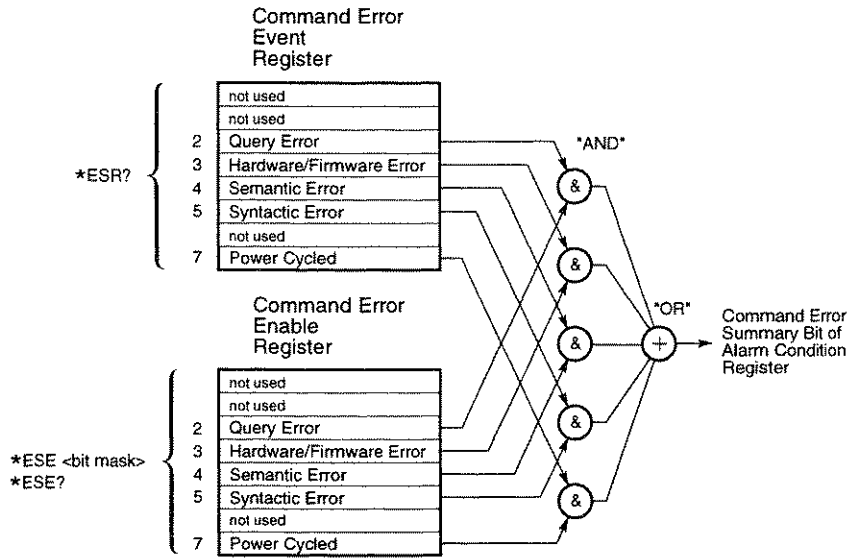 Command Error
Event
Register
not used
not used
2 Query Error
3 Hardware/Firmware Error
4 Semantic Error
5 Syntactic Error
not used
7 Power Cycled
*ESR?
"AND"
&
&
&
&
&
"OR"
+
Command Error
Summary Bit of
Alarm Condition
Register
Command Error
Enable
Register
not used
not used
2 Query Error
3 Hardware/Firmware Error
4 Semantic Error
5 Syntactic Error
not used
7 Power Cycled
*ESE <bit mask>
*ESE?